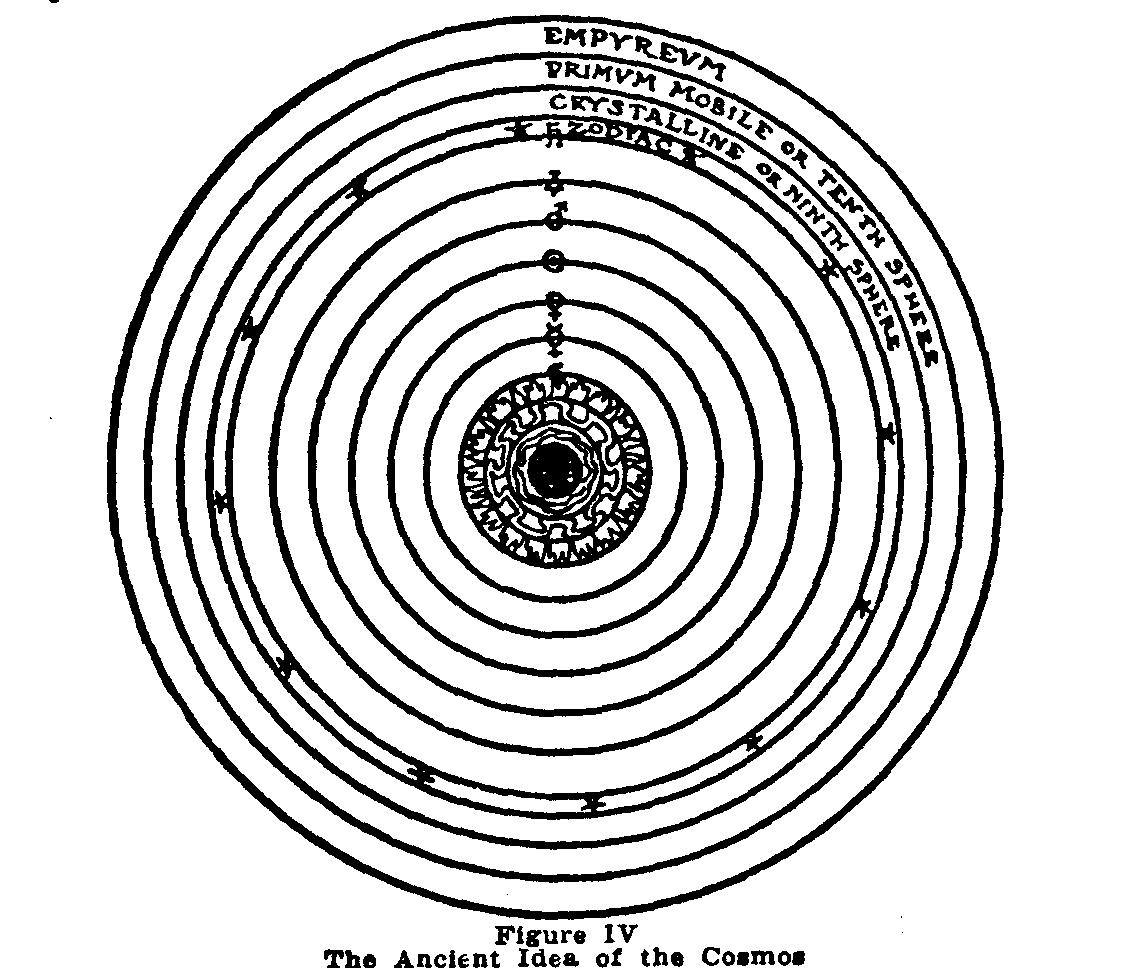 EMPYREVM
PRIMVM MOBILE OR TENTH SPHERE
CRYSTALLINE OR NINTH SPHERE
ZODIAC
Figure IV
The Ancient Idea of the Cosmos